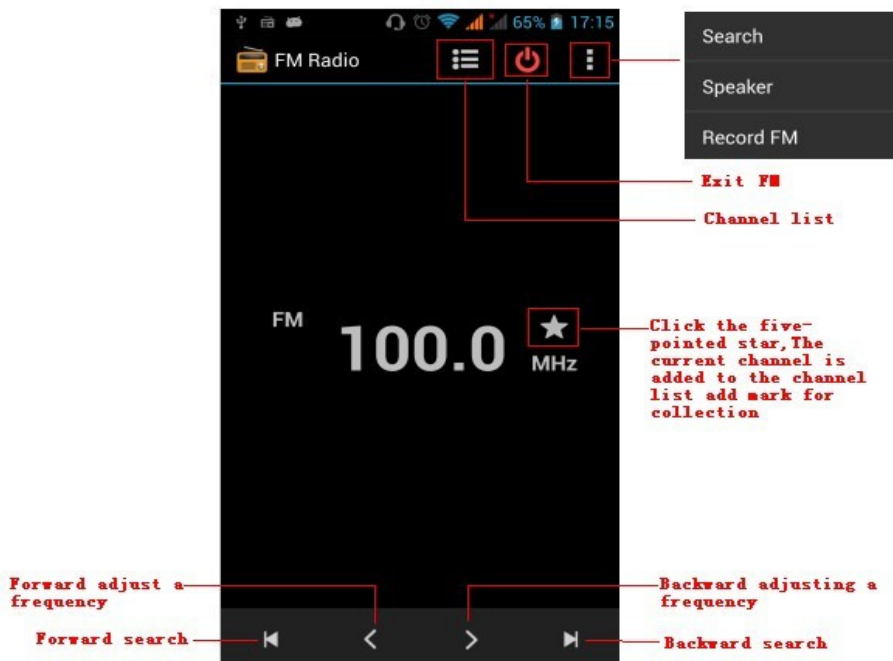 65% 17:15
FM Radio
Search
Speaker
Record FM
Exit FM
Channel list
FM
100.0
MHz
Click the five-
pointed star,The
current channel is
added to the channel
list add mark for
collection
Forward adjust a
frequency
Backward adjusting a
frequency
Forward search
Backward search